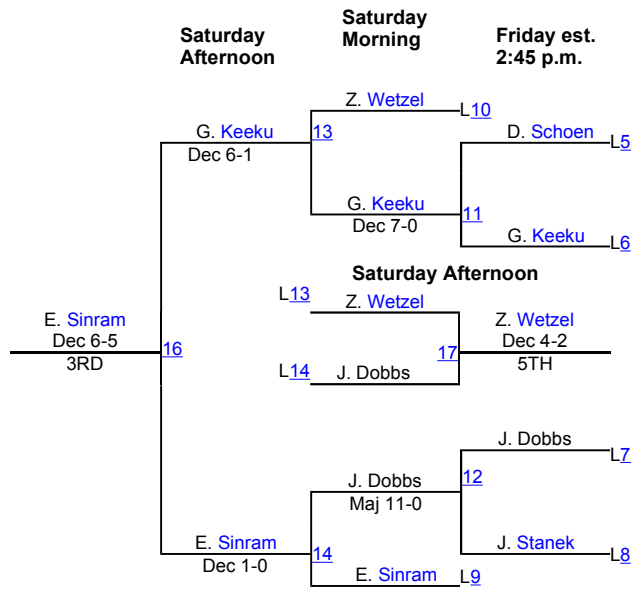 Saturday Afternoon
Saturday Morning
Friday est. 2:45 p.m.
Z. Wetzel
L10
G. Keeku
13
D. Schoen
L5
Dec 6-1
G. Keeku
11
Dec 7-0
G. Keeku
L6
Saturday Afternoon
L13
Z. Wetzel
E. Sinram
Z. Wetzel
Dec 6-5
16
17
Dec 4-2
3RD
5TH
L14
J. Dobbs
J. Dobbs
L7
J. Dobbs
12
Maj 11-0
E. Sinram
14
J. Stanek
L8
Dec 1-0
E. Sinram
L9